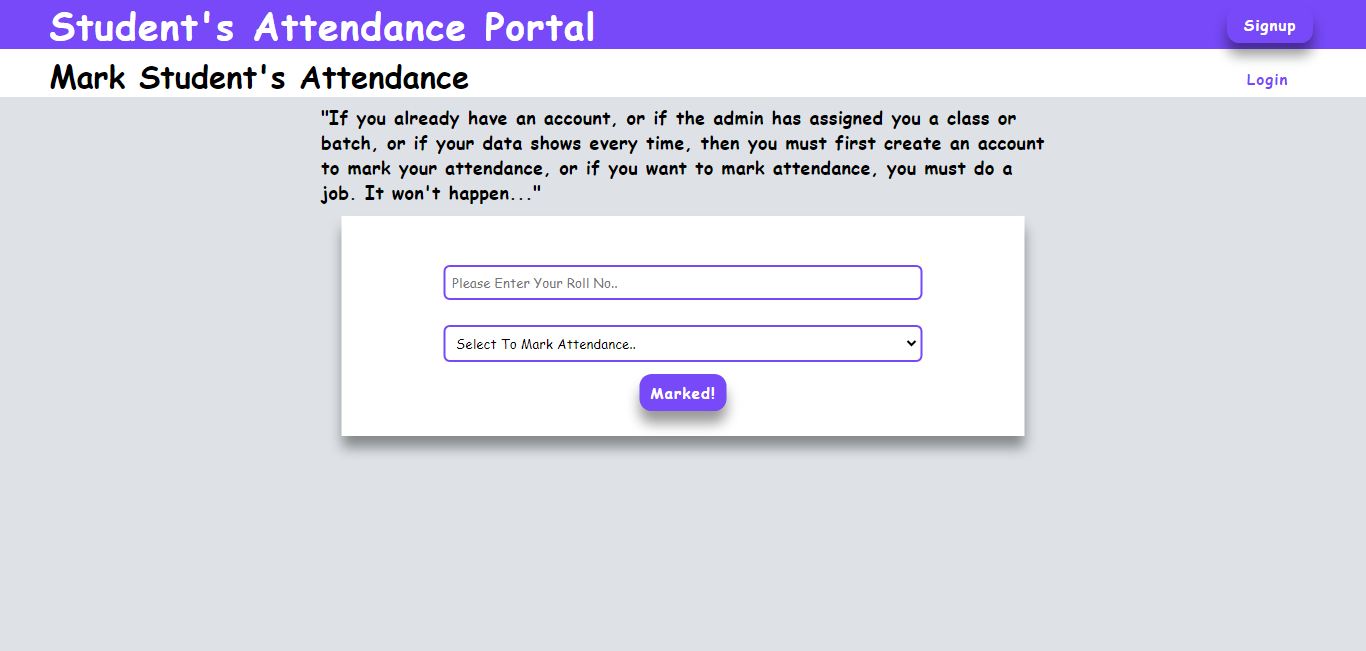 Student's Attendance Portal
Signup
Mark Student's Attendance
Login
"If you already have an account, or if the admin has assigned you a class or
batch, or if your data shows every time, then you must first create an account
to mark your attendance, or if you want to mark attendance, you must do a
job. It won't happen..."
Please Enter Your Roll No..
Select To Mark Attendance..
Marked!